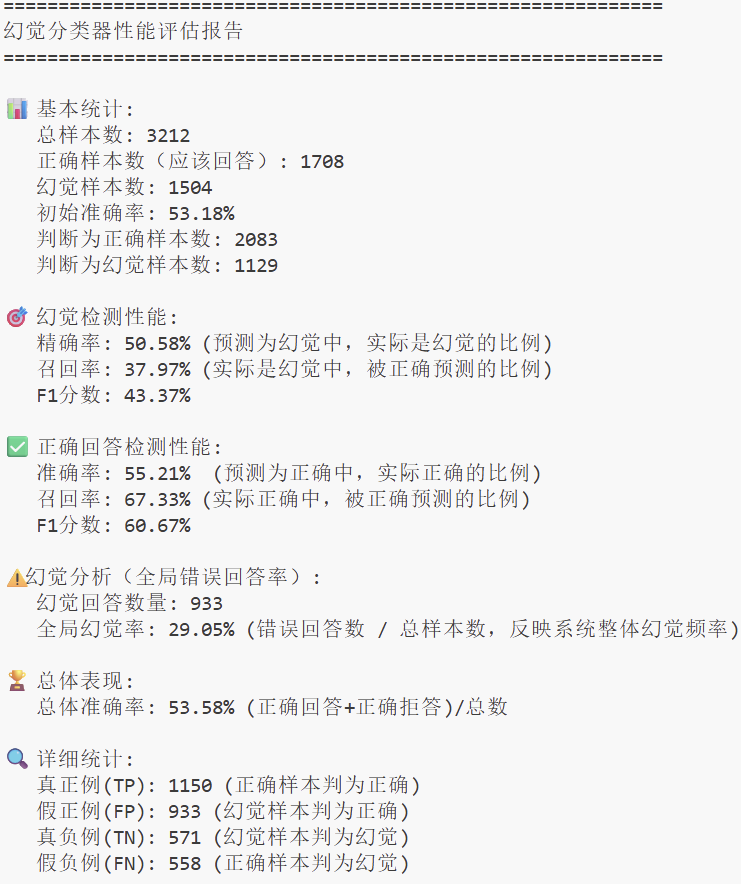 ============================================================
幻觉分类器性能评估报告
============================================================
📊 基本统计:
总样本数: 3212
正确样本数（应该回答）: 1708
幻觉样本数: 1504
初始准确率: 53.18%
判断为正确样本数: 2083
判断为幻觉样本数: 1129
🎯 幻觉检测性能:
精确率: 50.58% (预测为幻觉中，实际是幻觉的比例)
召回率: 37.97% (实际是幻觉中，被正确预测的比例)
F1分数: 43.37%
✅ 正确回答检测性能:
准确率: 55.21%  (预测为正确中，实际正确的比例)
召回率: 67.33% (实际正确中，被正确预测的比例)
F1分数: 60.67%
⚠️幻觉分析（全局错误回答率）:
幻觉回答数量: 933
全局幻觉率: 29.05% (错误回答数 / 总样本数，反映系统整体幻觉频率)
🏆 总体表现:
总体准确率: 53.58% (正确回答+正确拒答)/总数
🔍 详细统计:
真正例(TP): 1150 (正确样本判为正确)
假正例(FP): 933 (幻觉样本判为正确)
真负例(TN): 571 (幻觉样本判为幻觉)
假负例(FN): 558 (正确样本判为幻觉)